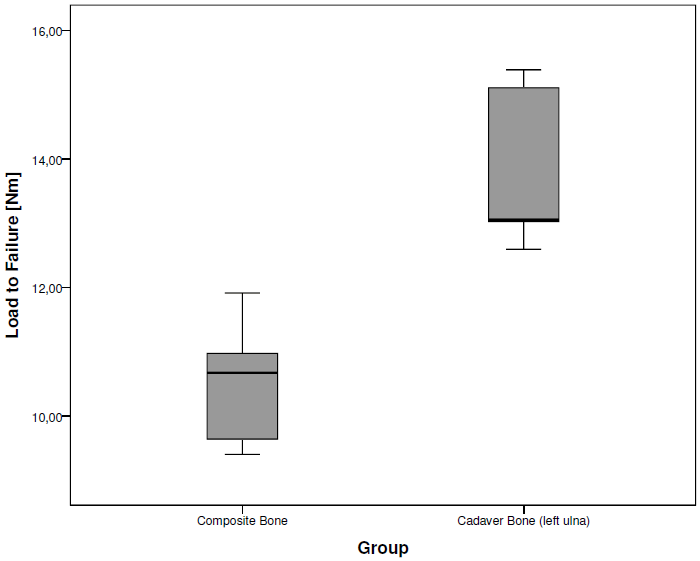 Load to Failure [Nm]
16,00
14,00
12,00
10,00
Composite Bone
Cadaver Bone (left ulna)
Group